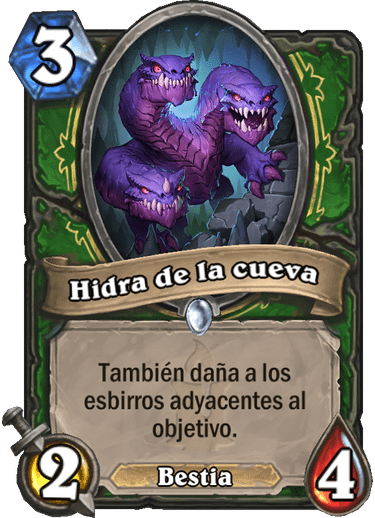 3
Hidra de la cueva
También daña a los
esbirros adyacentes al
objetivo.
2
Bestia
4